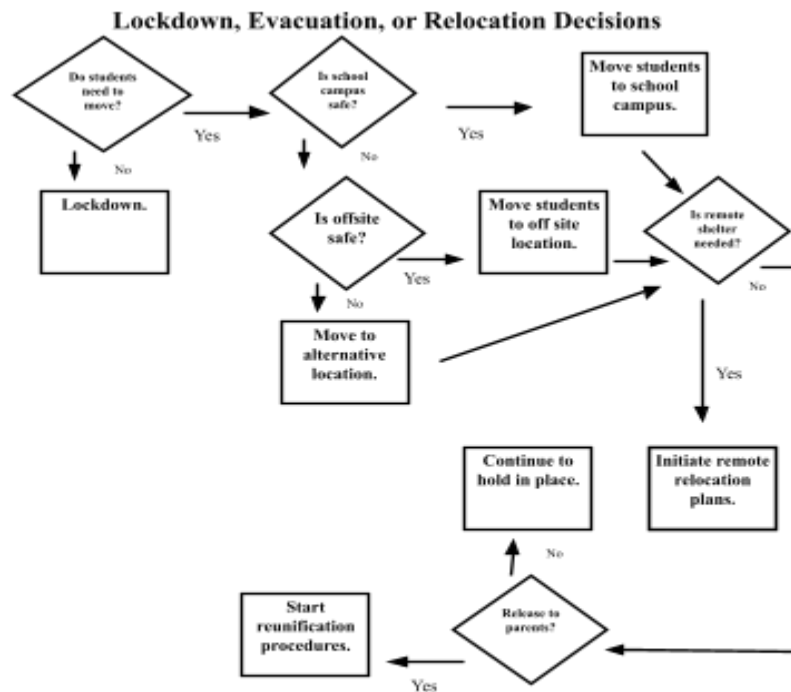 Lockdown, Evacuation, or Relocation Decisions
Do students
need to
move?
Yes
No
Lockdown.
Is school
campus
safe?
Yes
No
Move students
to school
campus.
Is offsite
safe?
Yes
No
Move students
to off site
location.
Move to
alternative
location.
Is remote
shelter
needed?
No
Yes
Initiate remote
relocation
plans.
Continue to
hold in place.
No
Release to
parents?
Yes
Start
reunification
procedures.